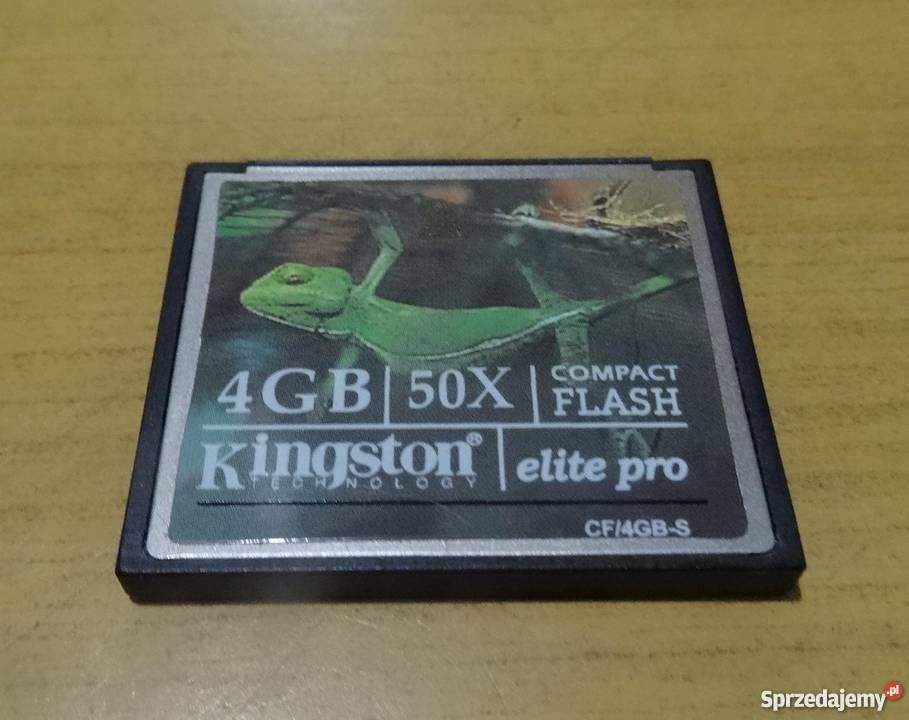 4GB 50X COMPACT FLASH
Kingston® elite pro
TECHNOLOGY
CF/4GB-S
Sprzedajemy.pl